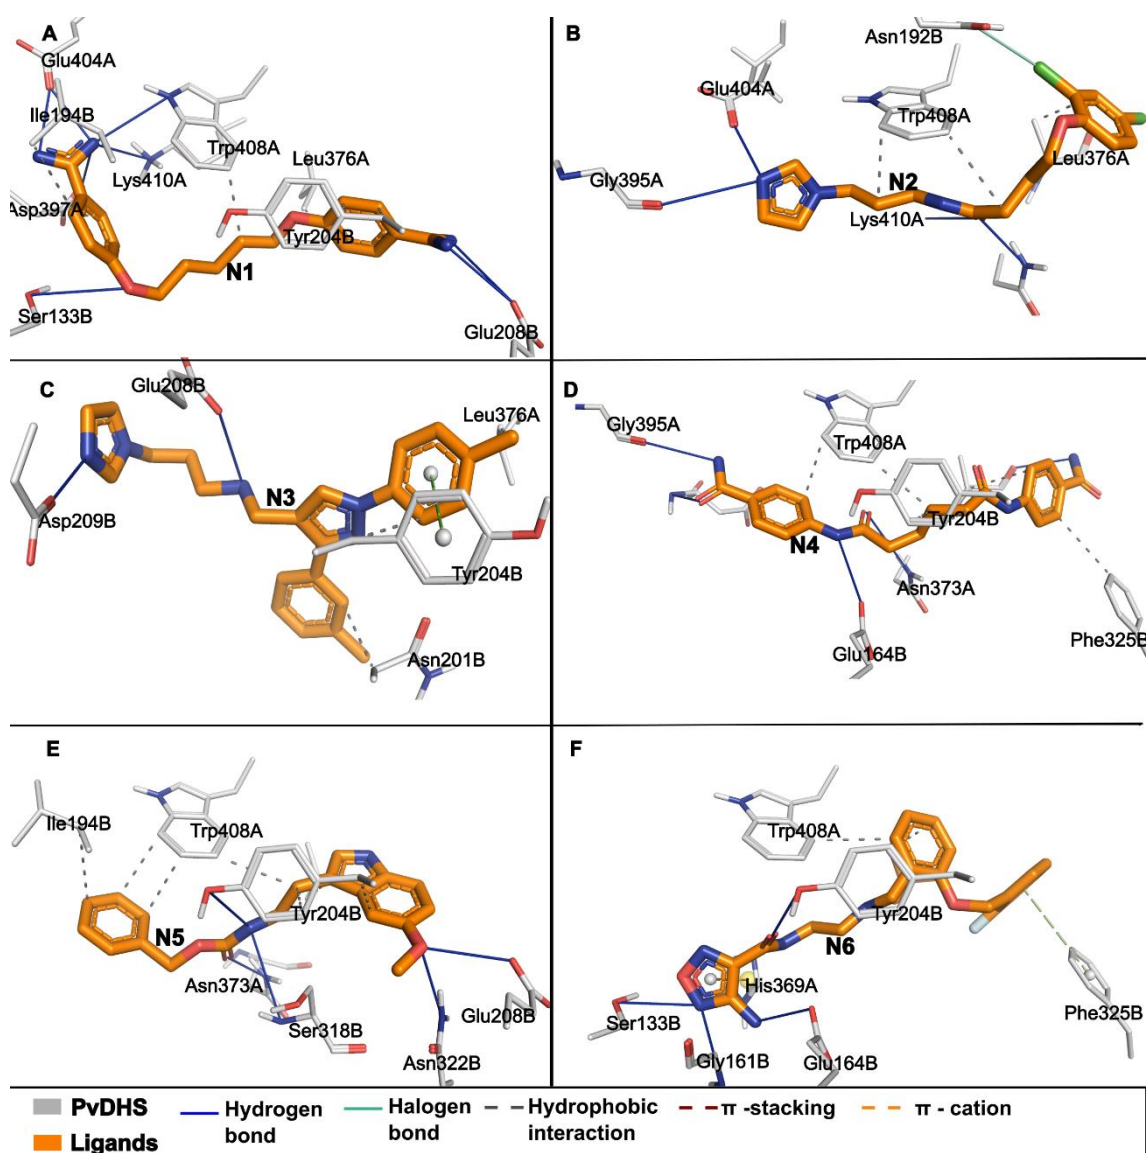 A
Glu404A
Ile194B
Trp408A
Lys410A
Leu376A
Asp397A
Tyr204B
N1
Ser133B
Glu208B
B
Asn192B
Glu404A
Trp408A
Leu376A
Gly395A
N2
Lys410A
C
Glu208B
Leu376A
N3
Asp209B
Tyr204B
Asn201B
D
Gly395A
Trp408A
Tyr204B
N4
Asn373A
Glu164B
Phe325B
E
Ile194B
Trp408A
Tyr204B
N5
Asn373A
Ser318B
Glu208B
Asn322B
F
Trp408A
Tyr204B
N6
His369A
Ser133B
Gly161B
Glu164B
Phe325B
PvDHS
Ligands
Hydrogen
bond
Halogen
bond
Hydrophobic
interaction
π -stacking
π - cation